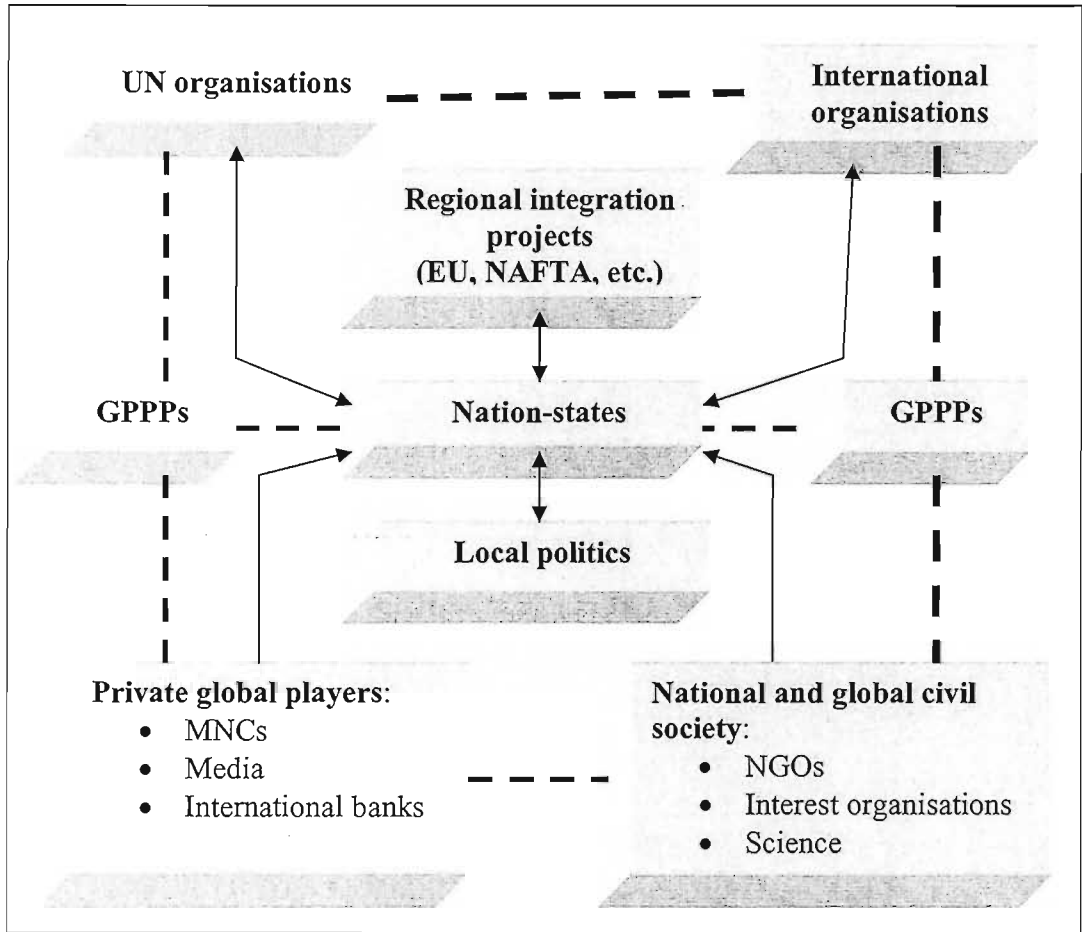 UN organisations
International
organisations
Regional integration
projects
(EU, NAFTA, etc.)
GPPPs
Nation-states
GPPPs
Local politics
Private global players:
• MNCs
• Media
• International banks
National and global civil
society:
• NGOs
• Interest organisations
• Science